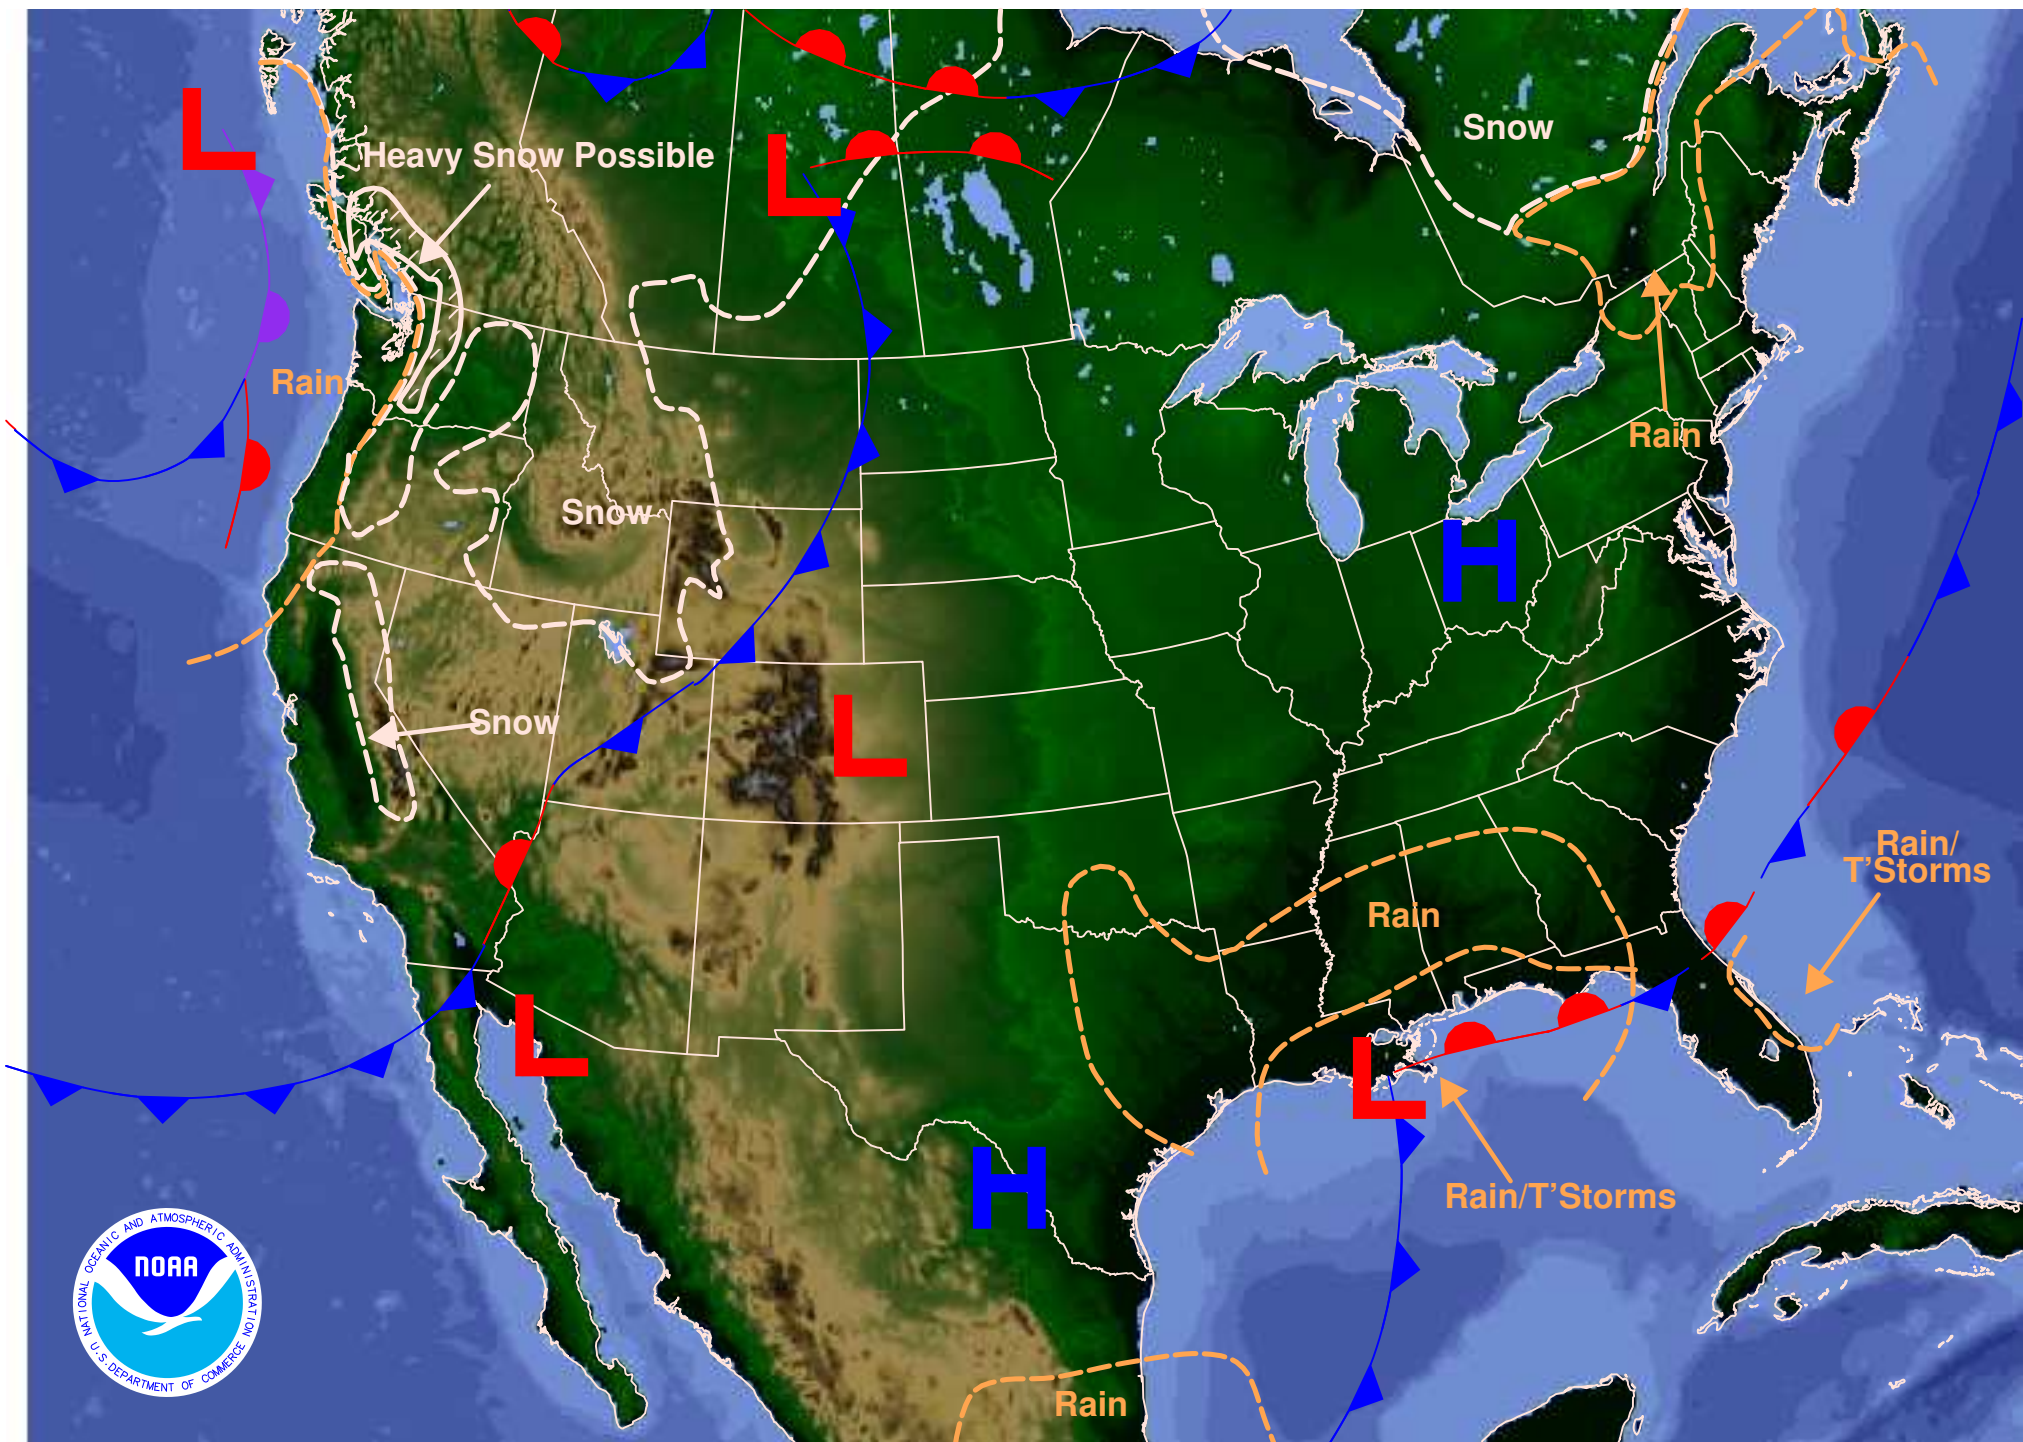 Snow
Heavy Snow Possible
L
L
Rain
Rain
Snow
H
Snow
L
Rain/
T'Storms
Rain
L
L
H
Rain/T'Storms
NATIONAL OCEANIC AND ATMOSPHERIC ADMINISTRATION
NOAA
U.S. DEPARTMENT OF COMMERCE
Rain